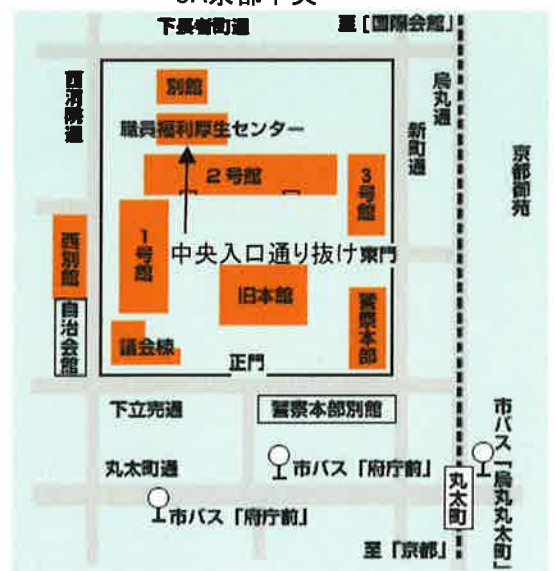 JA京都中央
下長者町通
至［国際会館」
西洞院通
烏丸通
別館
職員福利厚生センター
新町通
京都御苑
2号館
3号館
1号館
中央入口通り抜け
東門
西別館
旧本館
自治会館
警察本部
議会棟
正門
下立売通
警察本部別館
市バス「烏丸丸太町」
丸太町通
市バス「府庁前」
丸太町
市バス「府庁前」
至「京都」